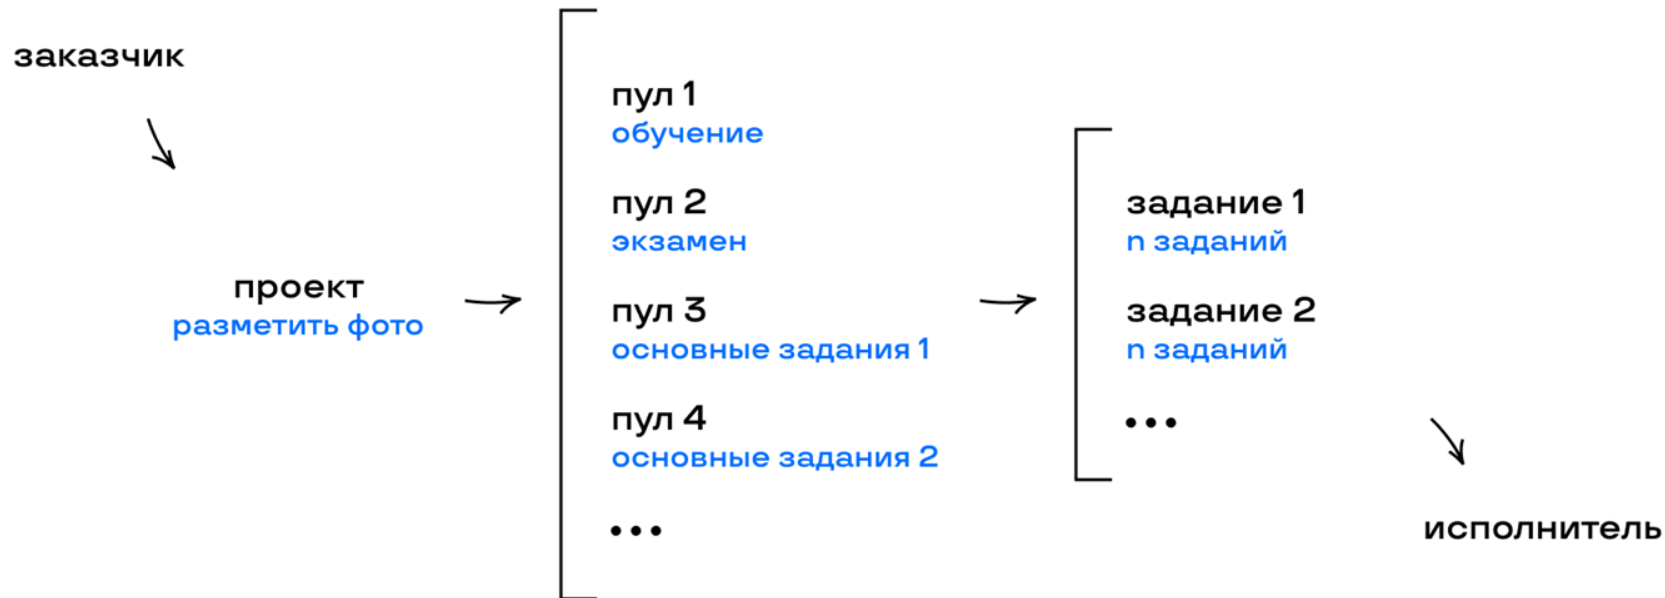 заказчик
проект
разметить фото
пул 1
обучение
пул 2
экзамен
пул 3
основные задания 1
пул 4
основные задания 2
...
задание 1
n заданий
задание 2
n заданий
...
исполнитель